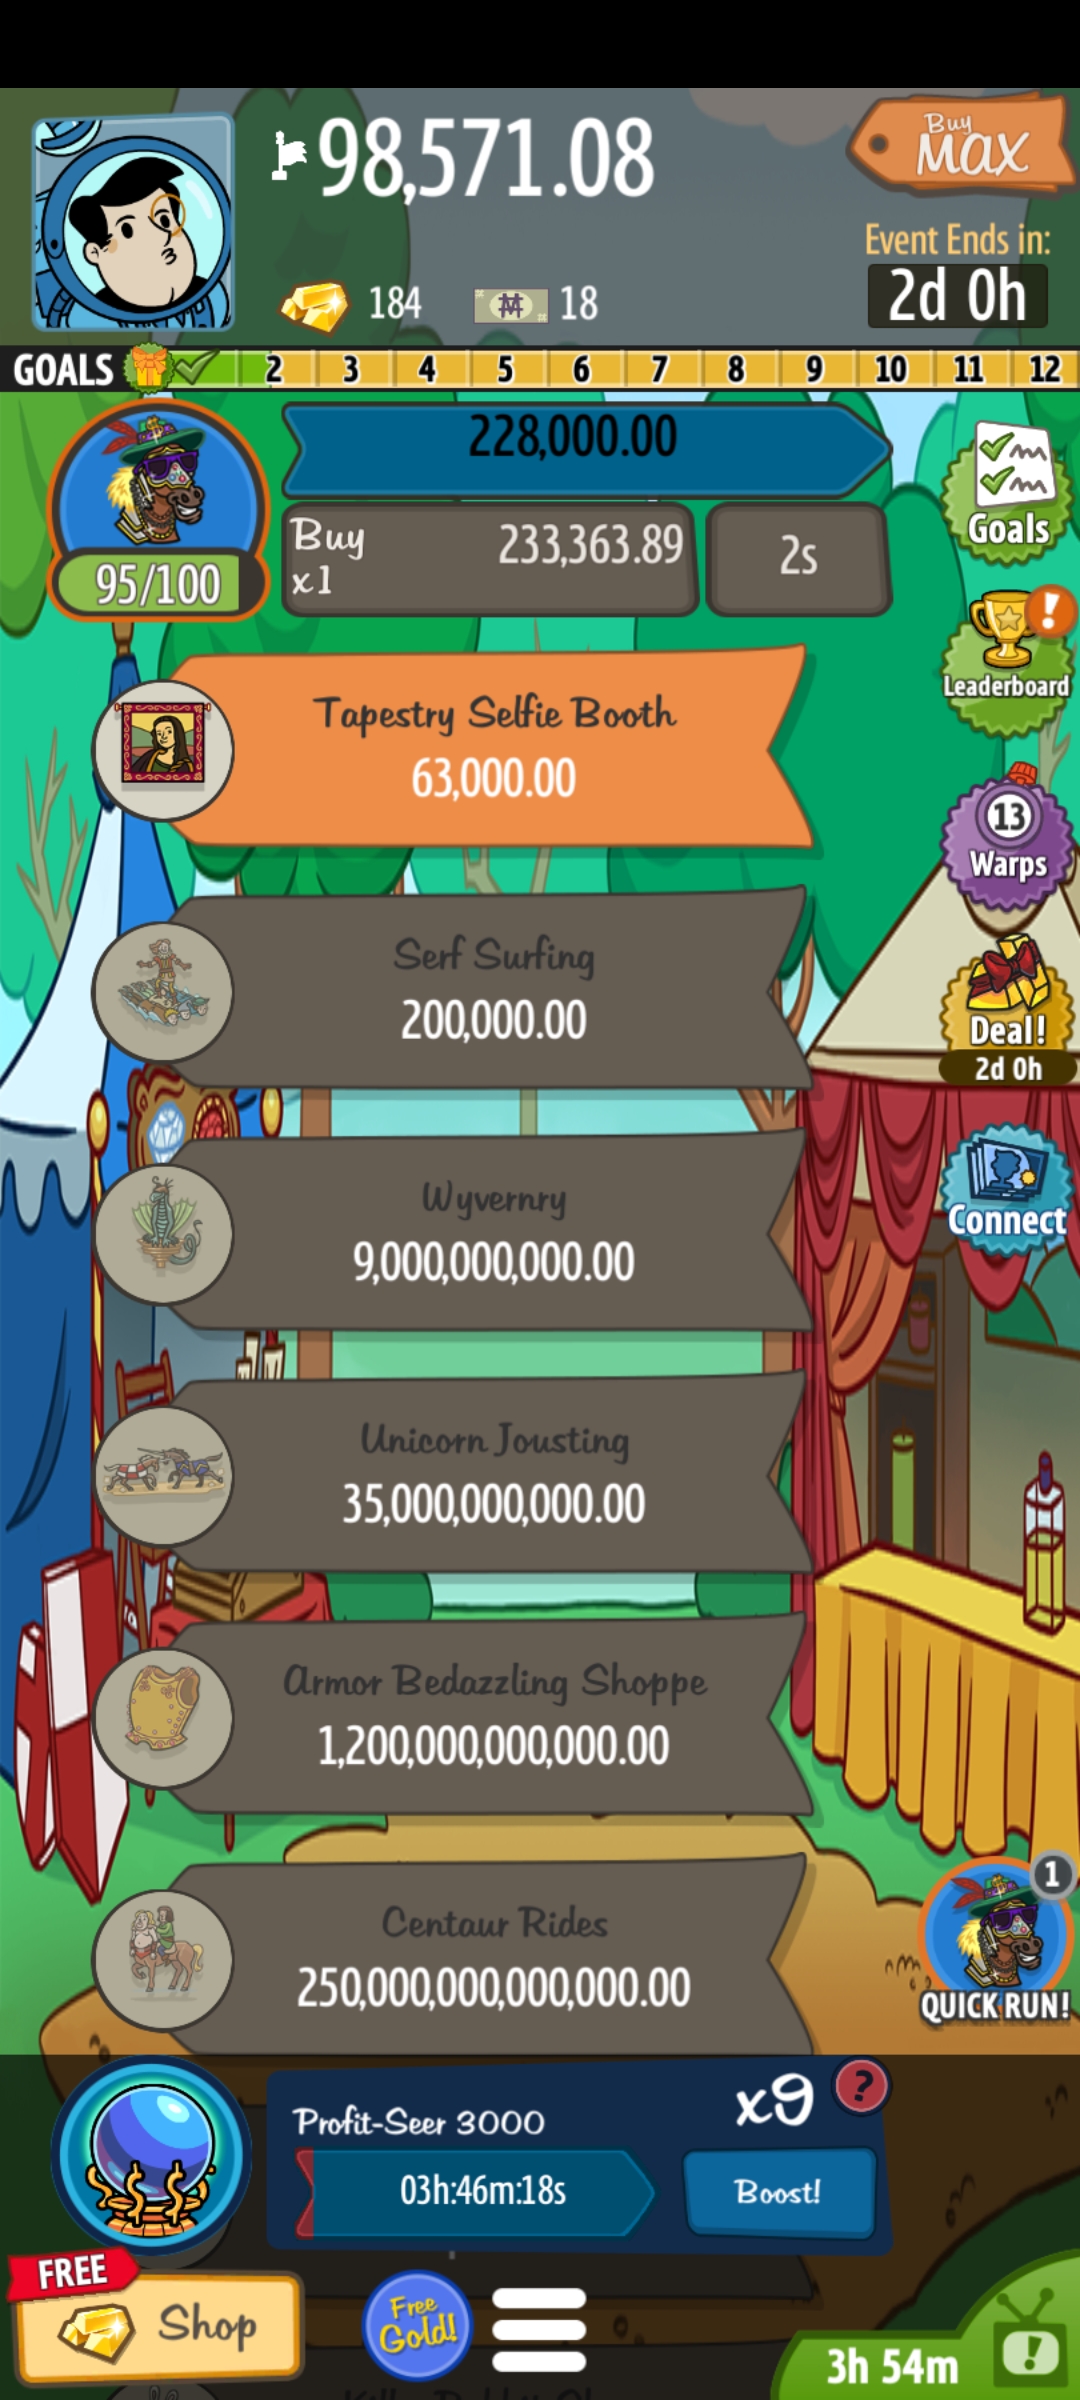 98,571.08
Buy
MAX
Event Ends in:
2d 0h
184
18
GOALS 2 3 4 5 6 7 8 9 10 11 12
228,000.00
Buy
x1
233,363.89
2s
95/100
Goals
Leaderboard
!
Tapestry Selfie Booth
63,000.00
13
Warps
Serf Surfing
200,000.00
Deal!
2d 0h
Wyvernry
9,000,000,000.00
Connect
Unicorn Jousting
35,000,000,000.00
Armor Bedazzling Shoppe
1,200,000,000,000.00
Centaur Rides
250,000,000,000,000.00
1
QUICK RUN!
Profit-Seer 3000
x9
?
03h:46m:18s
Boost!
FREE
Shop
Free
Gold!
3h 54m
!